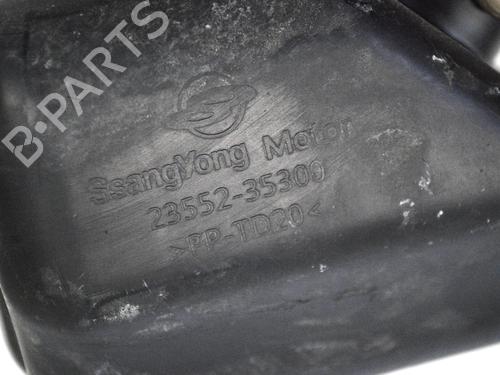 B-PARTS
SsangYong Motor
23552-35300
>PP-TD20<